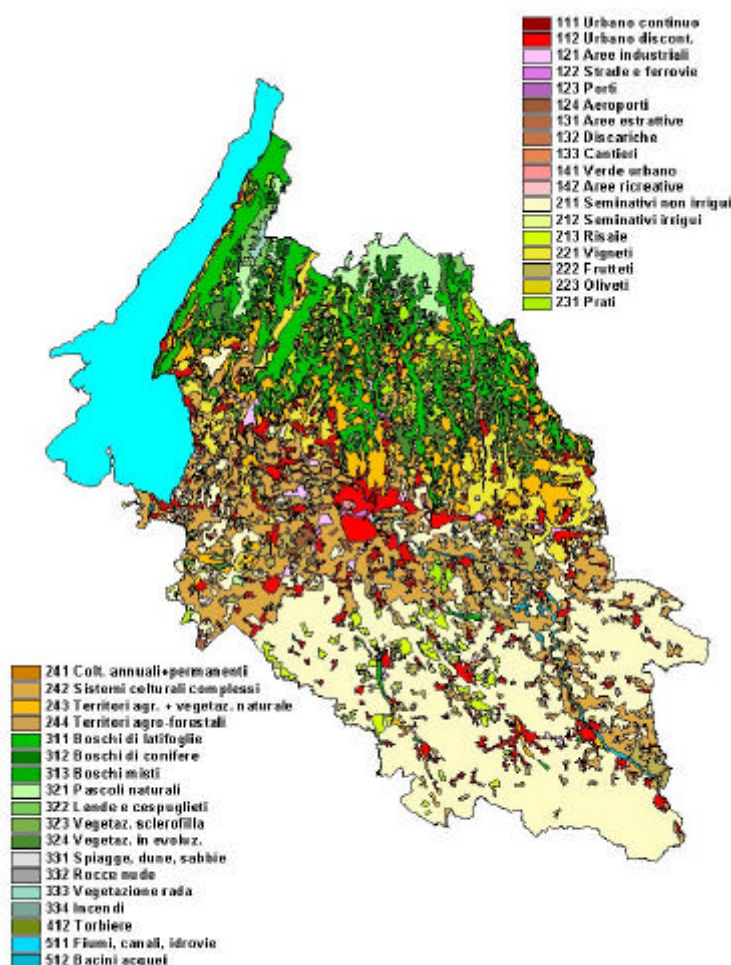 111 Urbano continuo
112 Urbano discont.
121 Aree industriali
122 Strade e ferrovie
123 Porti
124 Aeroporti
131 Aree estrattive
132 Discariche
133 Cantieri
141 Verde urbano
142 Aree ricreative
211 Seminativi non irrigui
212 Seminativi irrigui
213 Risaie
221 Vigneti
222 Frutteti
223 Oliveti
231 Prati
241 Colt. annuali+permanenti
242 Sistemi colturali complessi
243 Territori agr. + vegetaz. naturale
244 Territori agro-forestali
311 Boschi di latifoglie
312 Boschi di conifere
313 Boschi misti
321 Pascoli naturali
322 Lande e cespuglieti
323 Vegetaz. sclerofilla
324 Vegetaz. in evoluz.
331 Spiagge, dune, sabbie
332 Rocce nude
333 Vegetazione rada
334 Incendi
412 Torbiere
511 Fiumi, canali, idrovie
512 Bacini acquei